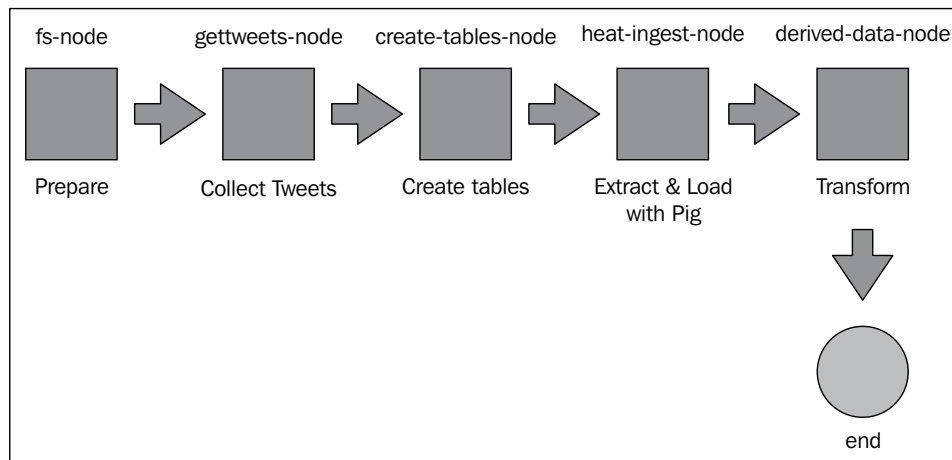 fs-node
gettweets-node
create-tables-node
heat-ingest-node
derived-data-node
Prepare
Collect Tweets
Create tables
Extract & Load
with Pig
Transform
end